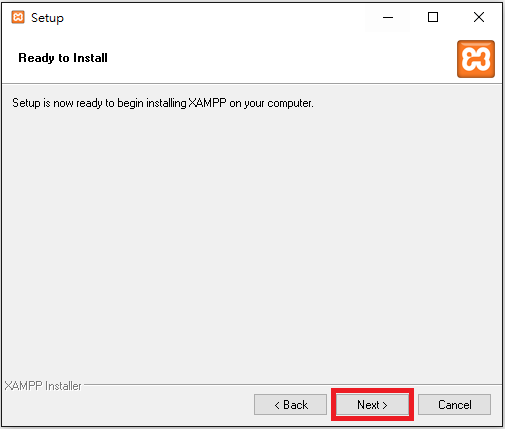 Setup
Ready to Install
Setup is now ready to begin installing XAMPP on your computer.
XAMPP Installer
< Back
Next >
Cancel